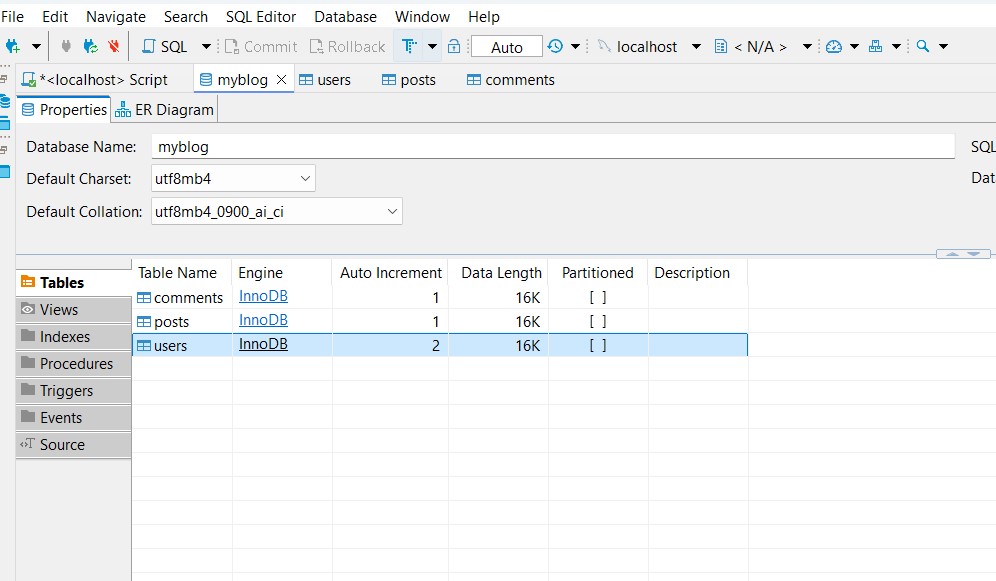 File Edit Navigate Search SQL Editor Database Window Help
SQL Commit Rollback T Auto localhost < N/A >
*<localhost> Script myblog users posts comments
Properties ER Diagram
Database Name: myblog SQL
Default Charset: utf8mb4
Default Collation: utf8mb4_0900_ai_ci
Table Name Engine Auto Increment Data Length Partitioned Description
Tables
comments InnoDB 1 16K [ ]
Views
posts InnoDB 1 16K [ ]
Indexes
users InnoDB 2 16K [ ]
Procedures
Triggers
Events
Source